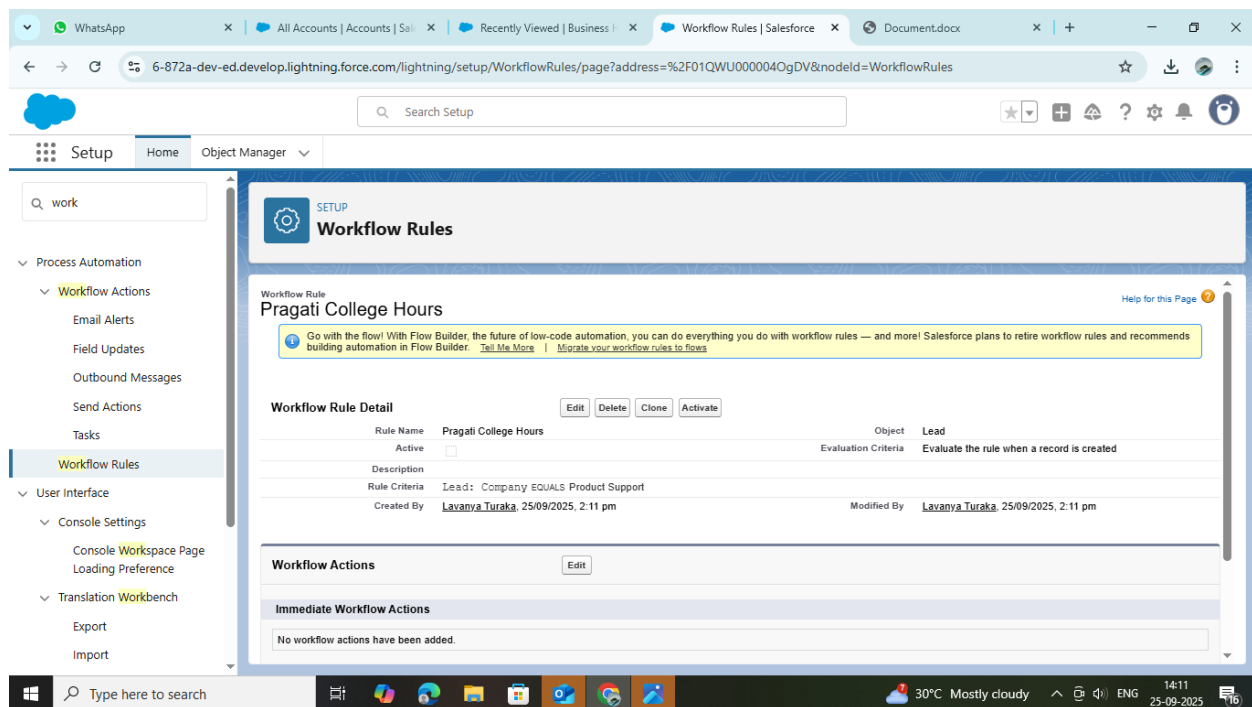 WhatsApp
All Accounts | Accounts | Sale
Recently Viewed | Business H
Workflow Rules | Salesforce
Document.docx
6-872a-dev-ed.develop.lightning.force.com/lightning/setup/WorkflowRules/page?address=%2F01QWU000004OgDV&nodeId=WorkflowRules
Search Setup
Setup Home Object Manager
work
Process Automation
Workflow Actions
Email Alerts
Field Updates
Outbound Messages
Send Actions
Tasks
Workflow Rules
User Interface
Console Settings
Console Workspace Page
Loading Preference
Translation Workbench
Export
Import
SETUP
Workflow Rules
Workflow Rule
Pragati College Hours
Help for this Page
Go with the flow! With Flow Builder, the future of low-code automation, you can do everything you do with workflow rules — and more! Salesforce plans to retire workflow rules and recommends
building automation in Flow Builder. Tell Me More | Migrate your workflow rules to flows
Workflow Rule Detail Edit Delete Clone Activate
Rule Name Pragati College Hours Object Lead
Active Evaluation Criteria Evaluate the rule when a record is created
Description
Rule Criteria Lead: Company EQUALS Product Support
Created By Lavanya Turaka, 25/09/2025, 2:11 pm Modified By Lavanya Turaka, 25/09/2025, 2:11 pm
Workflow Actions Edit
Immediate Workflow Actions
No workflow actions have been added.
Type here to search
30°C Mostly cloudy
ENG
14:11
25-09-2025
16